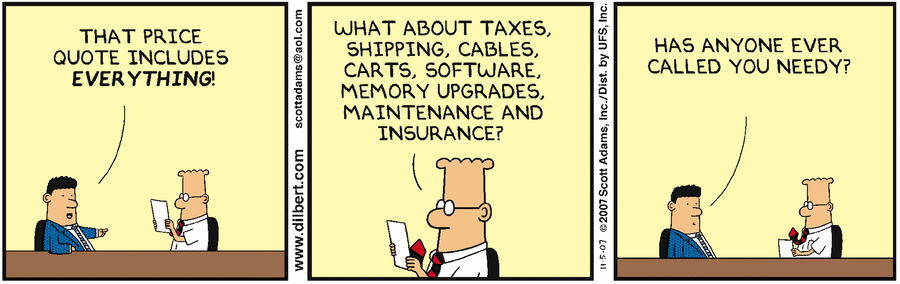 THAT PRICE
QUOTE INCLUDES
EVERYTHING!
www.dilbert.com scottadams@aol.com
WHAT ABOUT TAXES,
SHIPPING, CABLES,
CARTS, SOFTWARE,
MEMORY UPGRADES,
MAINTENANCE AND
INSURANCE?
11-5-07 ©2007 Scott Adams, Inc./Dist. by UFS, Inc.
HAS ANYONE EVER
CALLED YOU NEEDY?